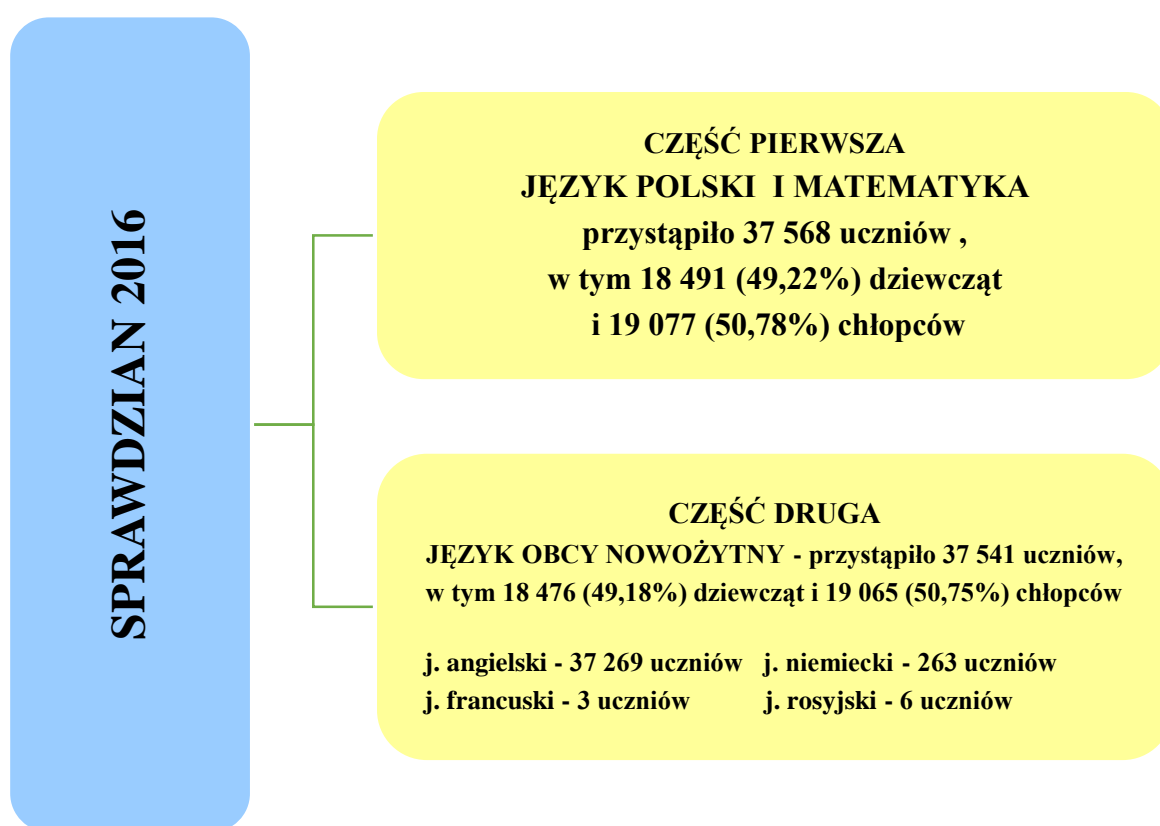 SPRAWDZIAN 2016
CZĘŚĆ PIERWSZA
JĘZYK POLSKI I MATEMATYKA
przystąpiło 37 568 uczniów ,
w tym 18 491 (49,22%) dziewcząt
i 19 077 (50,78%) chłopców
CZĘŚĆ DRUGA
JĘZYK OBCY NOWOŻYTNY - przystąpiło 37 541 uczniów,
w tym 18 476 (49,18%) dziewcząt i 19 065 (50,75%) chłopców
j. angielski - 37 269 uczniów j. niemiecki - 263 uczniów
j. francuski - 3 uczniów j. rosyjski - 6 uczniów